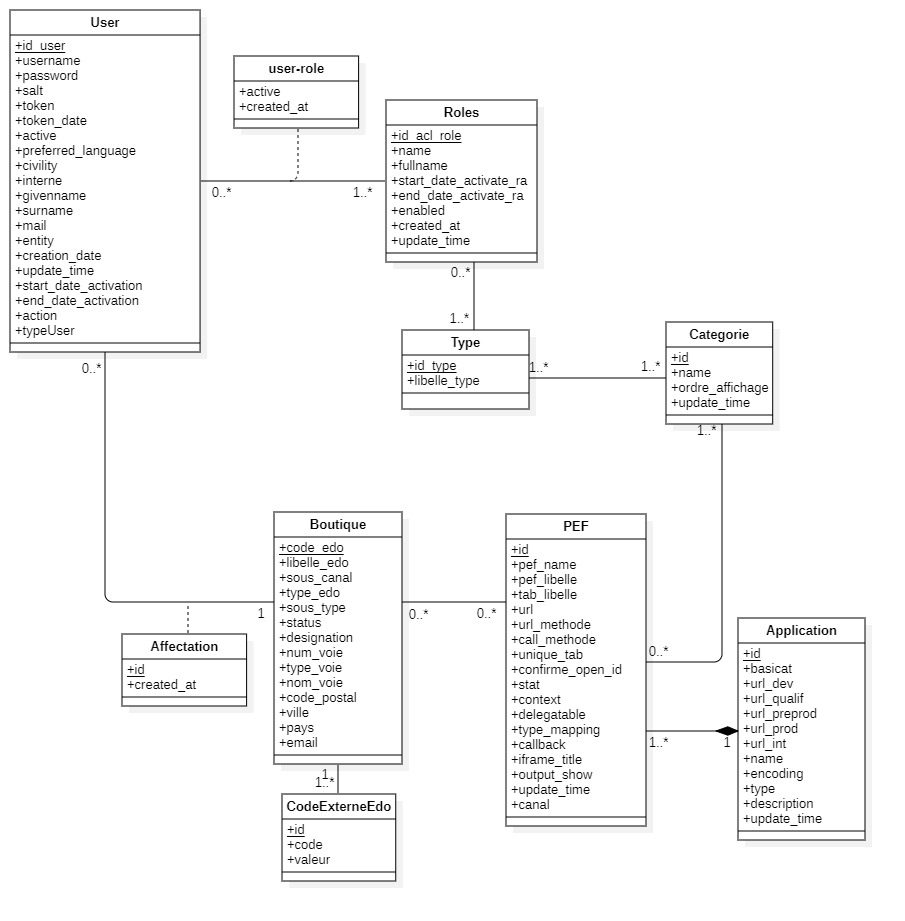 User
+id_user
+username
+password
+salt
+token
+token_date
+active
+preferred_language
+civility
+interne
+givenname
+surname
+mail
+entity
+creation_date
+update_time
+start_date_activation
+end_date_activation
+action
+typeUser
user-role
+active
+created_at
0..*
1..*
Roles
+id_acl_role
+name
+fullname
+start_date_activate_ra
+end_date_activate_ra
+enabled
+created_at
+update_time
0..*
1..*
Type
+id_type
+libelle_type
1..*
1..*
Categorie
+id
+name
+ordre_affichage
+update_time
1..*
0..*
Boutique
+code_edo
+libelle_edo
+sous_canal
+type_edo
+sous_type
+status
+designation
+num_voie
+type_voie
+nom_voie
+code_postal
+ville
+pays
+email
1
Affectation
+id
+created_at
0..*
0..*
PEF
+id
+pef_name
+pef_libelle
+tab_libelle
+url
+url_methode
+call_methode
+unique_tab
+confirme_open_id
+stat
+context
+delegatable
+type_mapping
+callback
+iframe_title
+output_show
+update_time
+canal
0..*
1..*
1
Application
+id
+basicat
+url_dev
+url_qualif
+url_preprod
+url_prod
+url_int
+name
+encoding
+type
+description
+update_time
1
1..*
CodeExterneEdo
+id
+code
+valeur